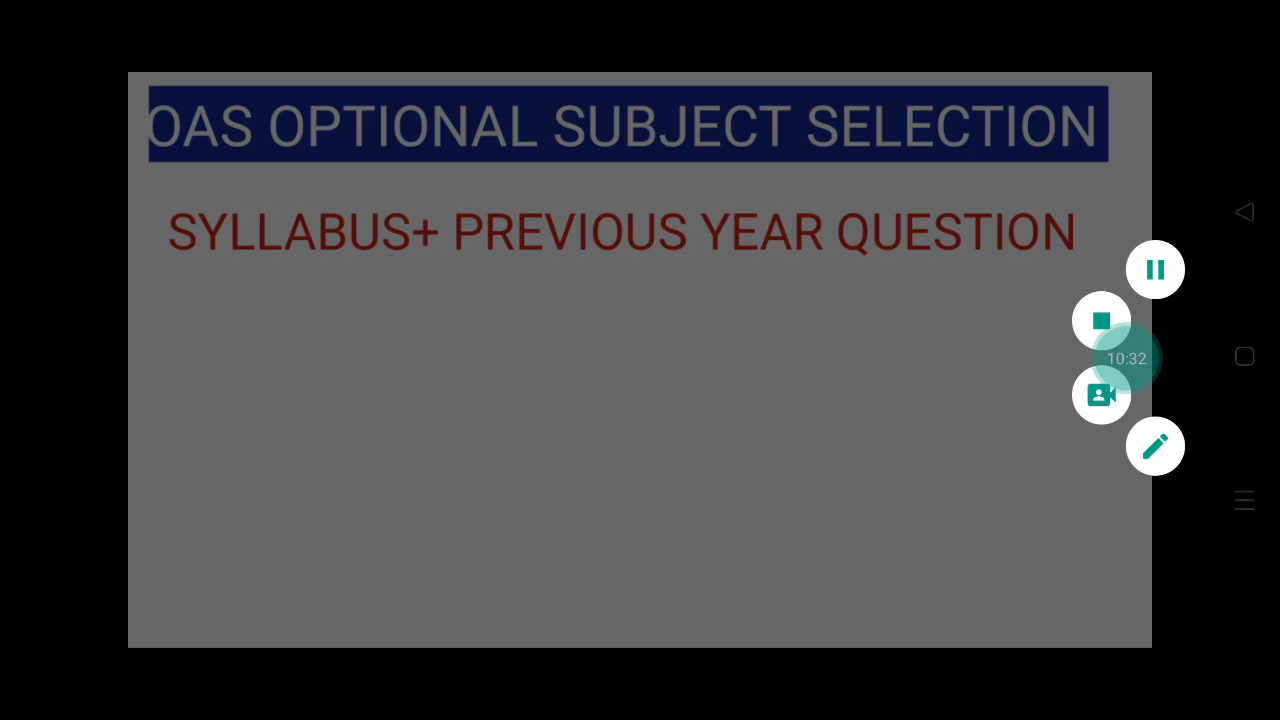 OAS OPTIONAL SUBJECT SELECTION
SYLLABUS+ PREVIOUS YEAR QUESTION
10:32